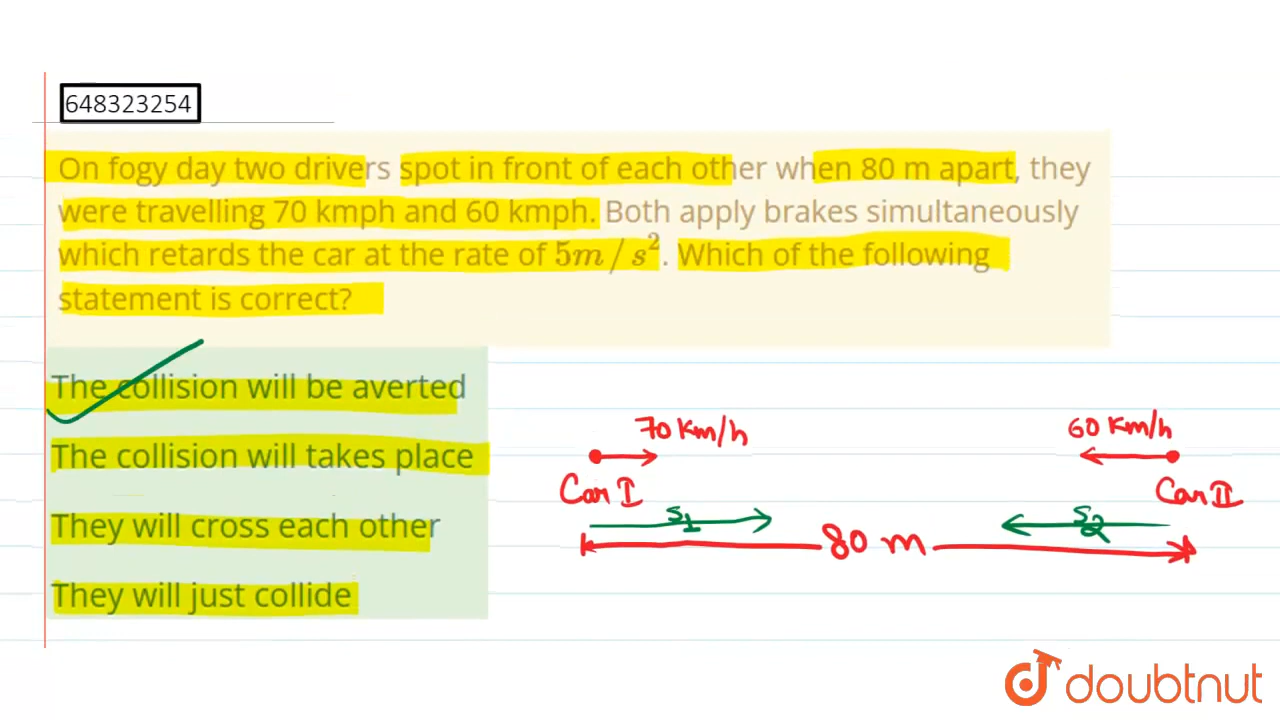 648323254
On fogy day two drivers spot in front of each other when 80 m apart, they
were travelling 70 kmph and 60 kmph. Both apply brakes simultaneously
which retards the car at the rate of 5m/s². Which of the following
statement is correct?
The collision will be averted
The collision will takes place
They will cross each other
They will just collide
70 Km/h
60 Km/h
Car I
Car II
S1
S2
80 m
doubtnut